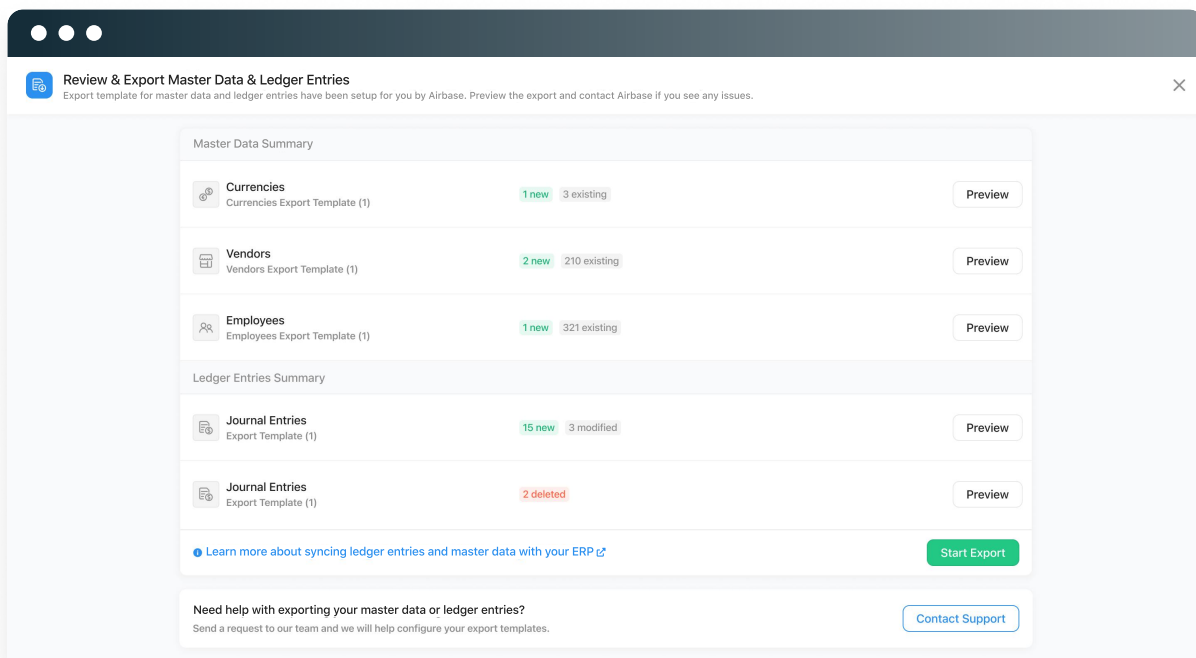 Review & Export Master Data & Ledger Entries
Export template for master data and ledger entries have been setup for you by Airbase. Preview the export and contact Airbase if you see any issues.
Master Data Summary
Currencies
Currencies Export Template (1)
1 new 3 existing
Preview
Vendors
Vendors Export Template (1)
2 new 210 existing
Preview
Employees
Employees Export Template (1)
1 new 321 existing
Preview
Ledger Entries Summary
Journal Entries
Export Template (1)
15 new 3 modified
Preview
Journal Entries
Export Template (1)
2 deleted
Preview
Learn more about syncing ledger entries and master data with your ERP
Start Export
Need help with exporting your master data or ledger entries?
Send a request to our team and we will help configure your export templates.
Contact Support